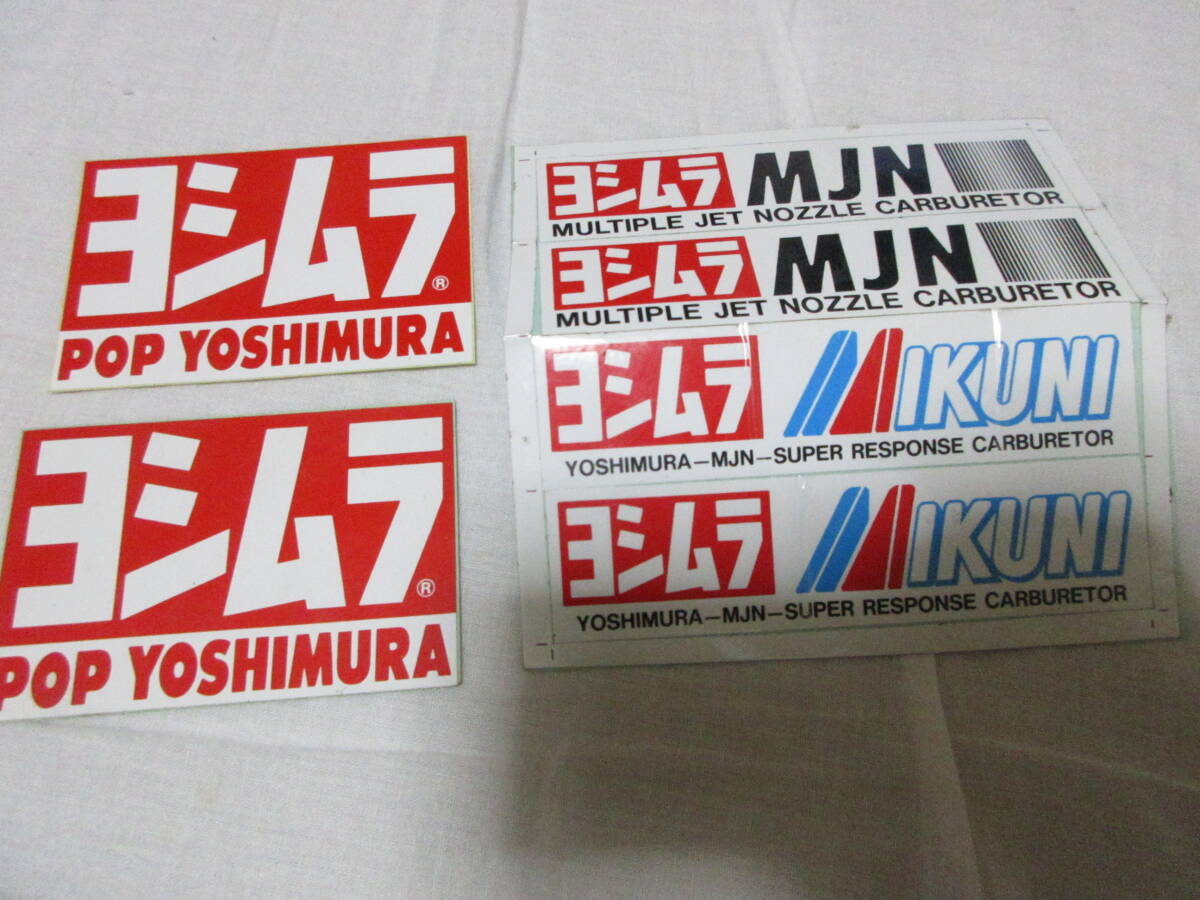 ヨシムラ®
POP YOSHIMURA
ヨシムラ®
POP YOSHIMURA
ヨシムラ MJN
MULTIPLE JET NOZZLE CARBURETOR
ヨシムラ MJN
MULTIPLE JET NOZZLE CARBURETOR
ヨシムラ MIKUNI
YOSHIMURA–MJN–SUPER RESPONSE CARBURETOR
ヨシムラ MIKUNI
YOSHIMURA–MJN–SUPER RESPONSE CARBURETOR